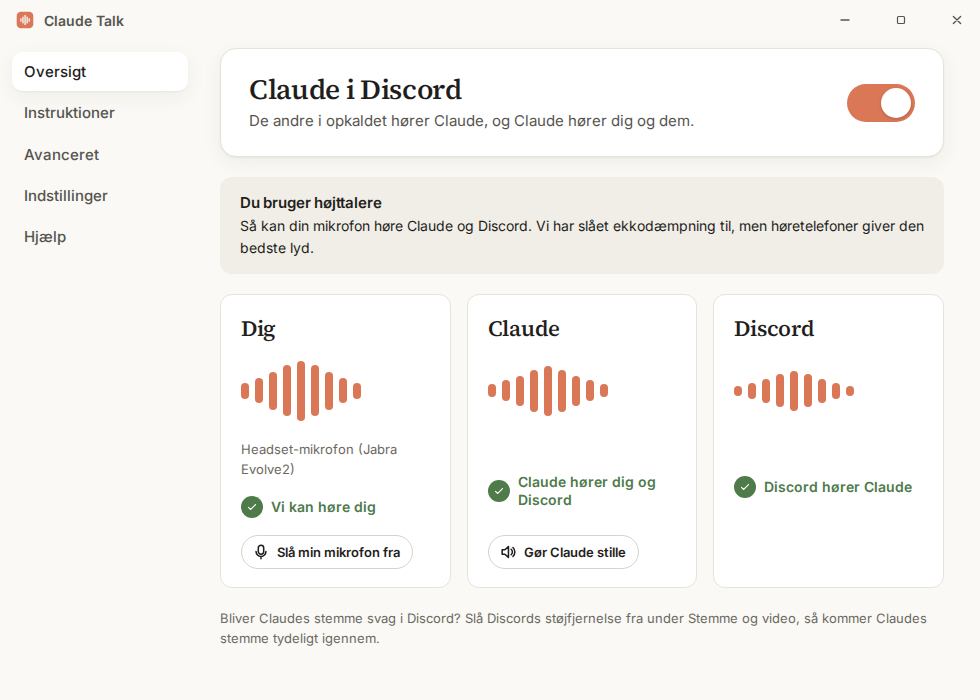 Claude Talk
Oversigt
Instruktioner
Avanceret
Indstillinger
Hjælp
Claude i Discord
De andre i opkaldet hører Claude, og Claude hører dig og dem.
Du bruger højttalere
Så kan din mikrofon høre Claude og Discord. Vi har slået ekkodæmpning til, men høretelefoner giver den
bedste lyd.
Dig
Headset-mikrofon (Jabra
Evolve2)
Vi kan høre dig
Slå min mikrofon fra
Claude
Claude hører dig og
Discord
Gør Claude stille
Discord
Discord hører Claude
Bliver Claudes stemme svag i Discord? Slå Discords støjfjernelse fra under Stemme og video, så kommer Claudes
stemme tydeligt igennem.